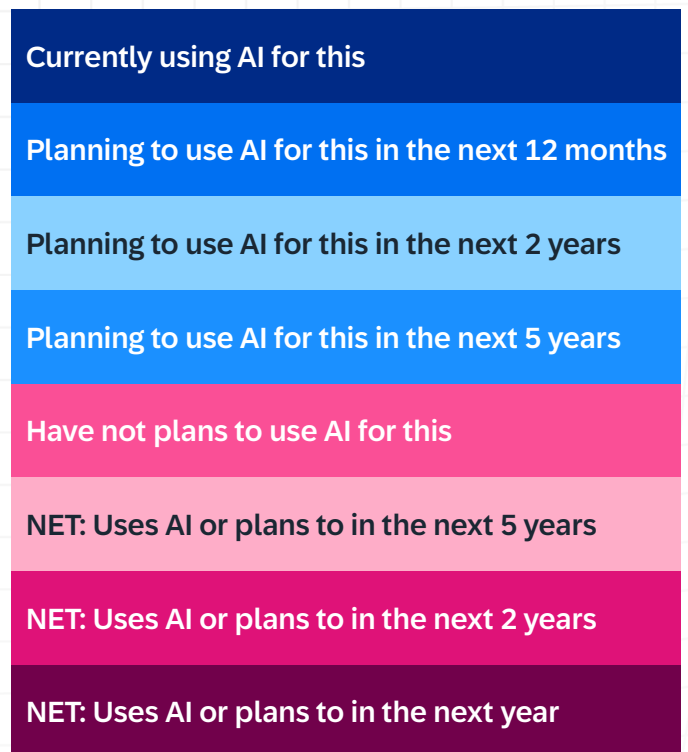 Currently using AI for this
Planning to use AI for this in the next 12 months
Planning to use AI for this in the next 2 years
Planning to use AI for this in the next 5 years
Have not plans to use AI for this
NET: Uses AI or plans to in the next 5 years
NET: Uses AI or plans to in the next 2 years
NET: Uses AI or plans to in the next year